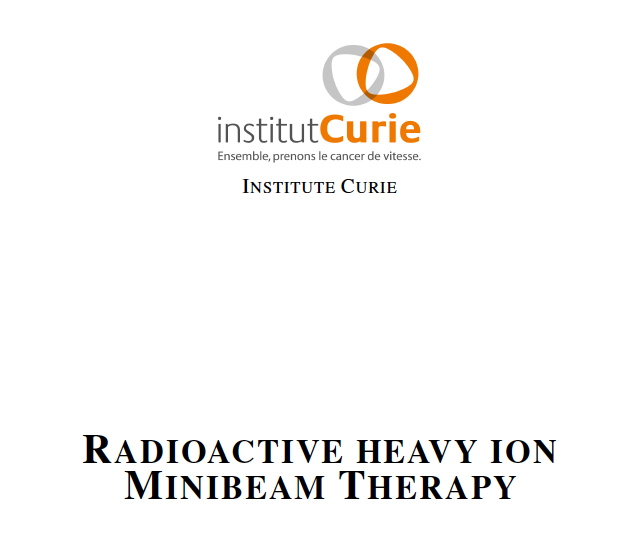 institutCurie
Ensemble, prenons le cancer de vitesse.
INSTITUTE CURIE
RADIOACTIVE HEAVY ION
MINIBEAM THERAPY